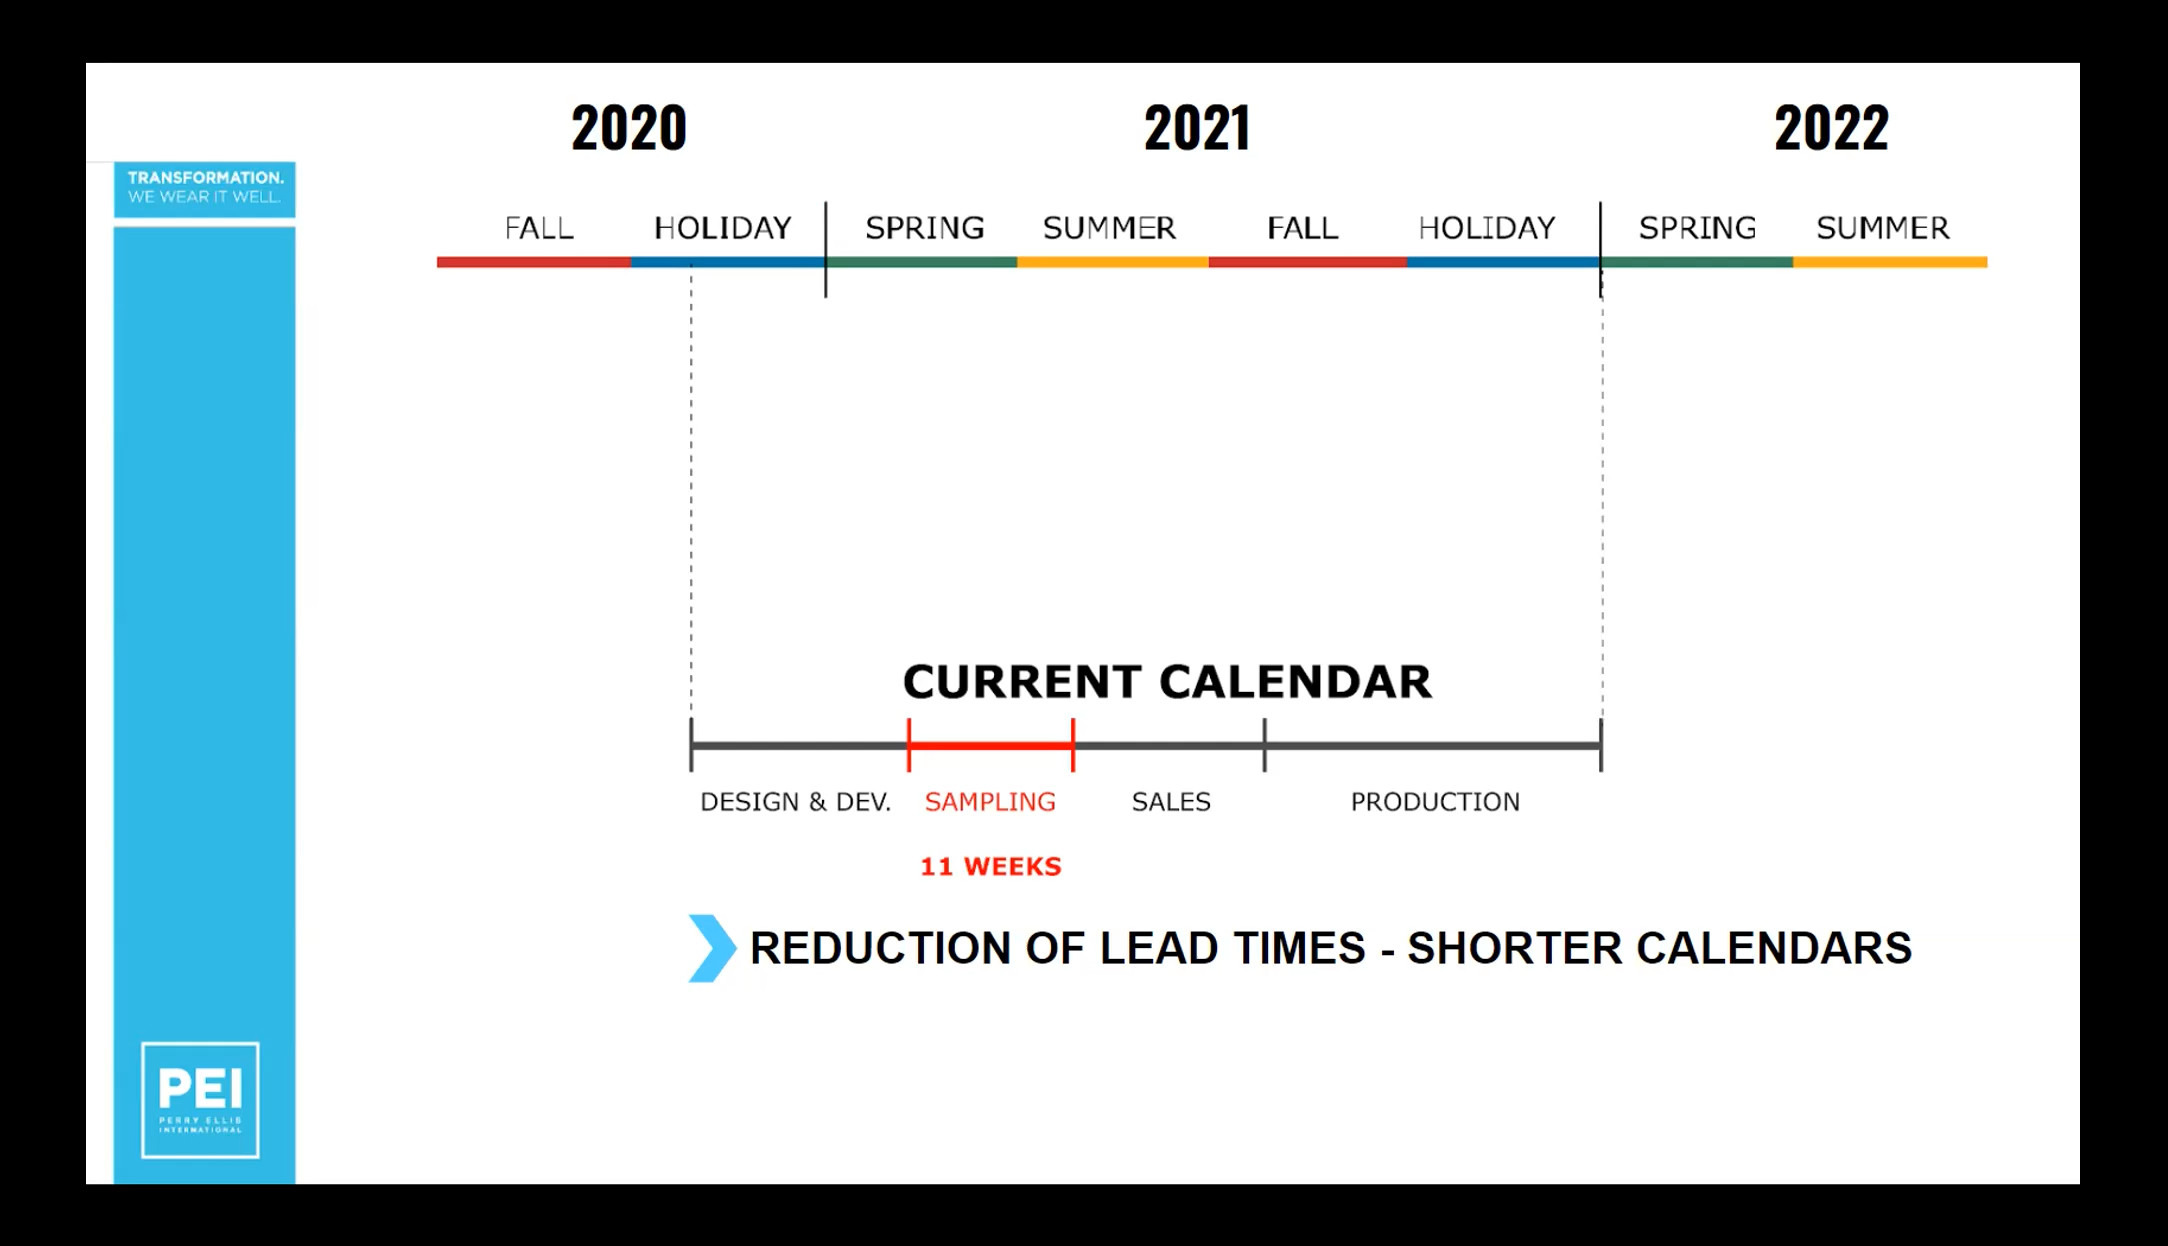 2020 2021 2022
TRANSFORMATION.
WE WEAR IT WELL.
FALL HOLIDAY SPRING SUMMER FALL HOLIDAY SPRING SUMMER
CURRENT CALENDAR
DESIGN & DEV. SAMPLING SALES PRODUCTION
11 WEEKS
REDUCTION OF LEAD TIMES - SHORTER CALENDARS
PEI
PERRY ELLIS
INTERNATIONAL